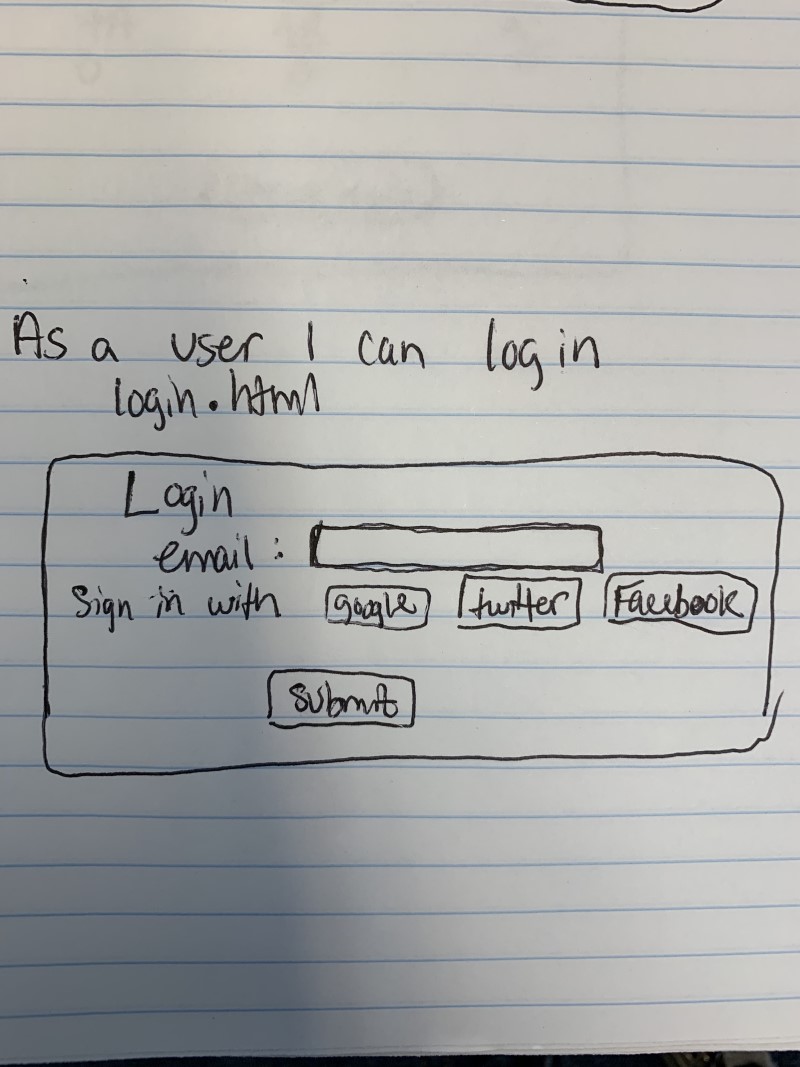 As a user I can log in
login.html
Login
email :
Sign in with google twitter Facebook
Submit